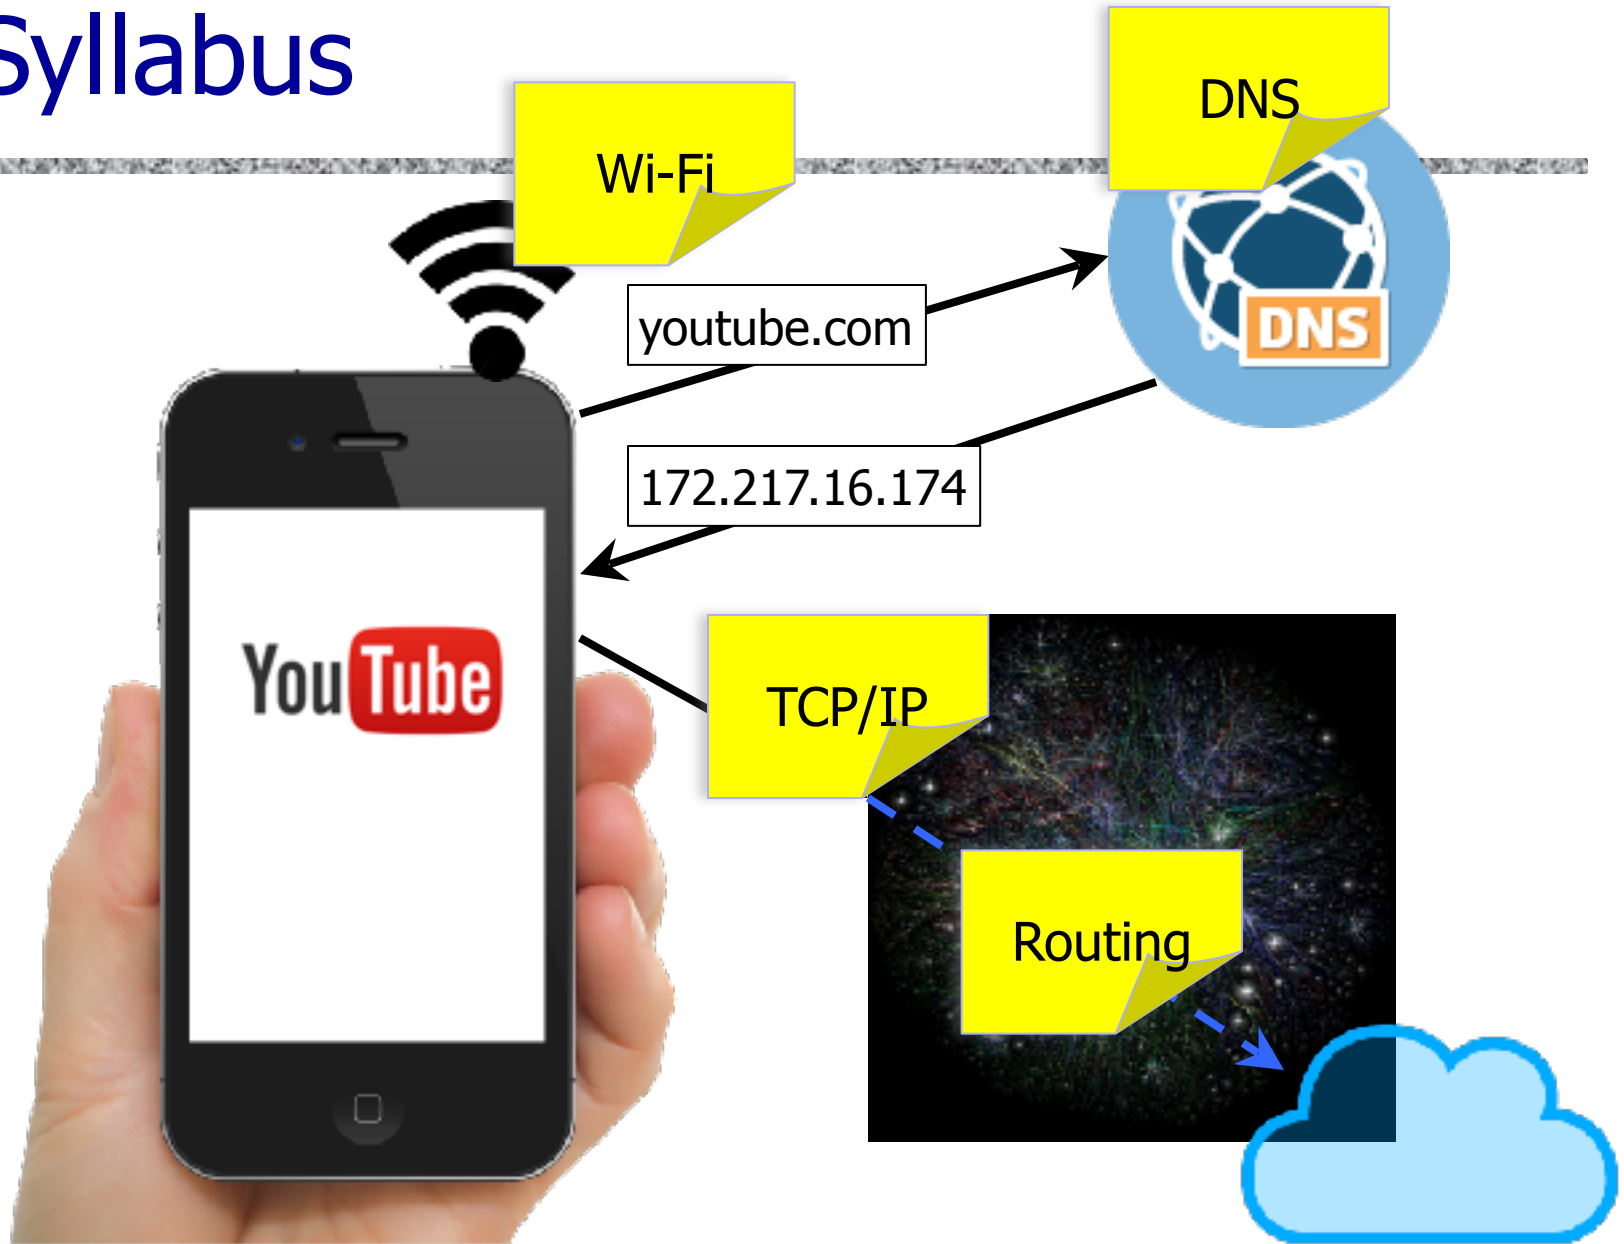 Syllabus
Wi-Fi
DNS
youtube.com
DNS
172.217.16.174
YouTube
TCP/IP
Routing